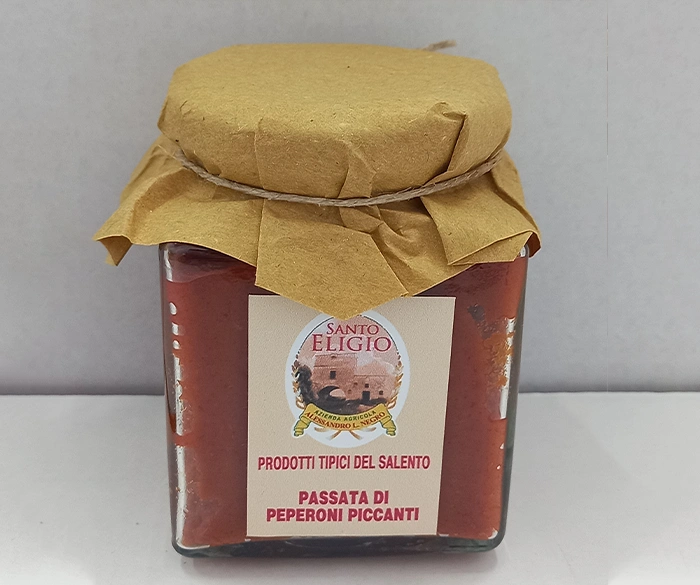 SANTO
ELIGIO
AZIENDA AGRICOLA
ALESSANDRO L. NEGRO
PRODOTTI TIPICI DEL SALENTO
PASSATA DI
PEPERONI PICCANTI